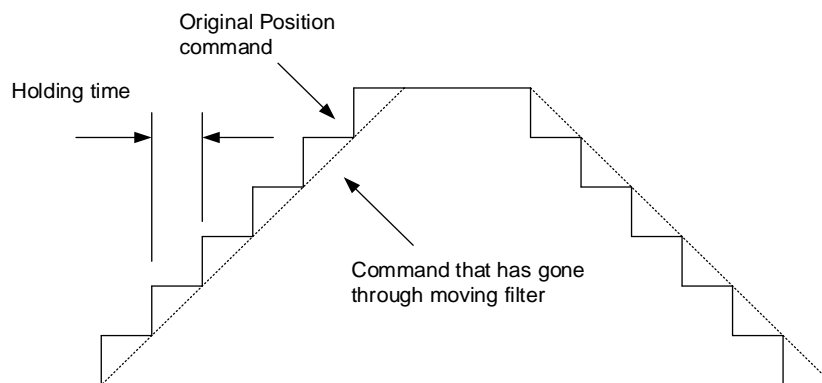 Original Position
command
Holding time
Command that has gone
through moving filter